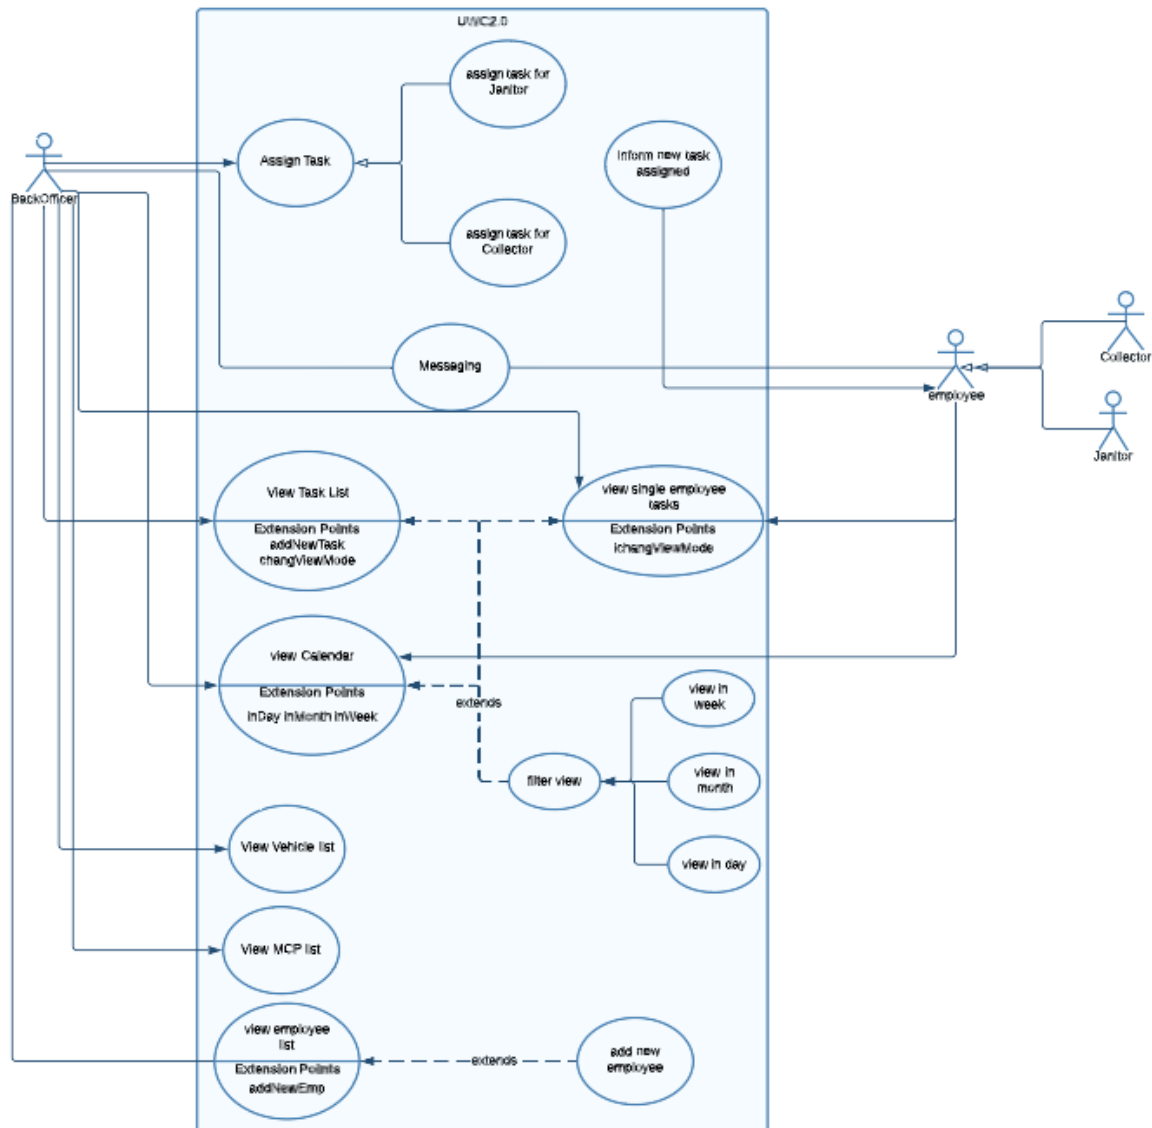 UWC2.0
assign task for
Janitor
Assign Task
Inform new task
assigned
BackOfficer
assign task for
Collector
Messaging
employee
Collector
Janitor
View Task List
Extension Points
addNewTask
changViewMode
view single employee
tasks
Extension Points
ichangViewMode
view Calendar
Extension Points
inDay inMonth inWeek
extends
view in
week
filter view
view in
month
view in day
View Vehicle list
View MCP list
view employee
list
Extension Points
addNewEmp
extends
add new
employee